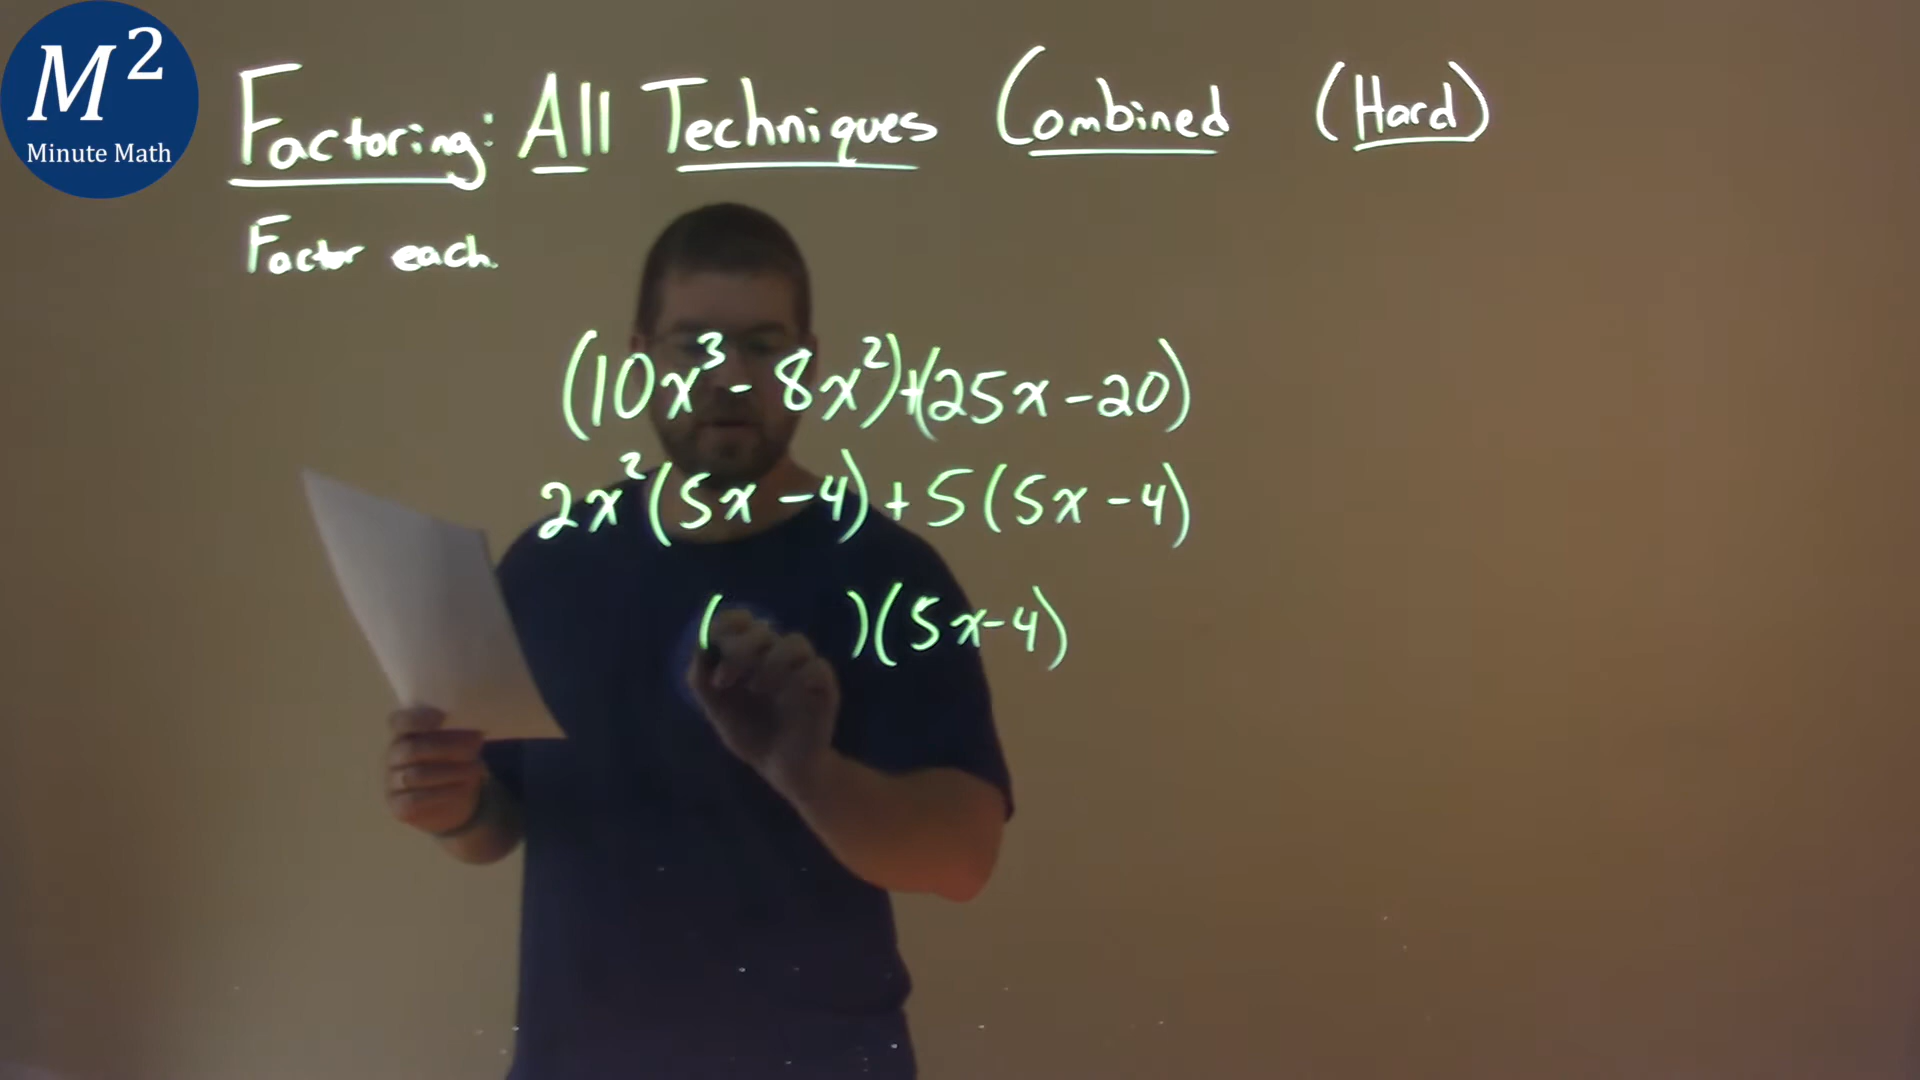 M²
Minute Math
Factoring: All Techniques Combined (Hard)
Factor each.
(10x³ - 8x²)+(25x - 20)
2x²(5x - 4) + 5(5x - 4)
( )(5x-4)